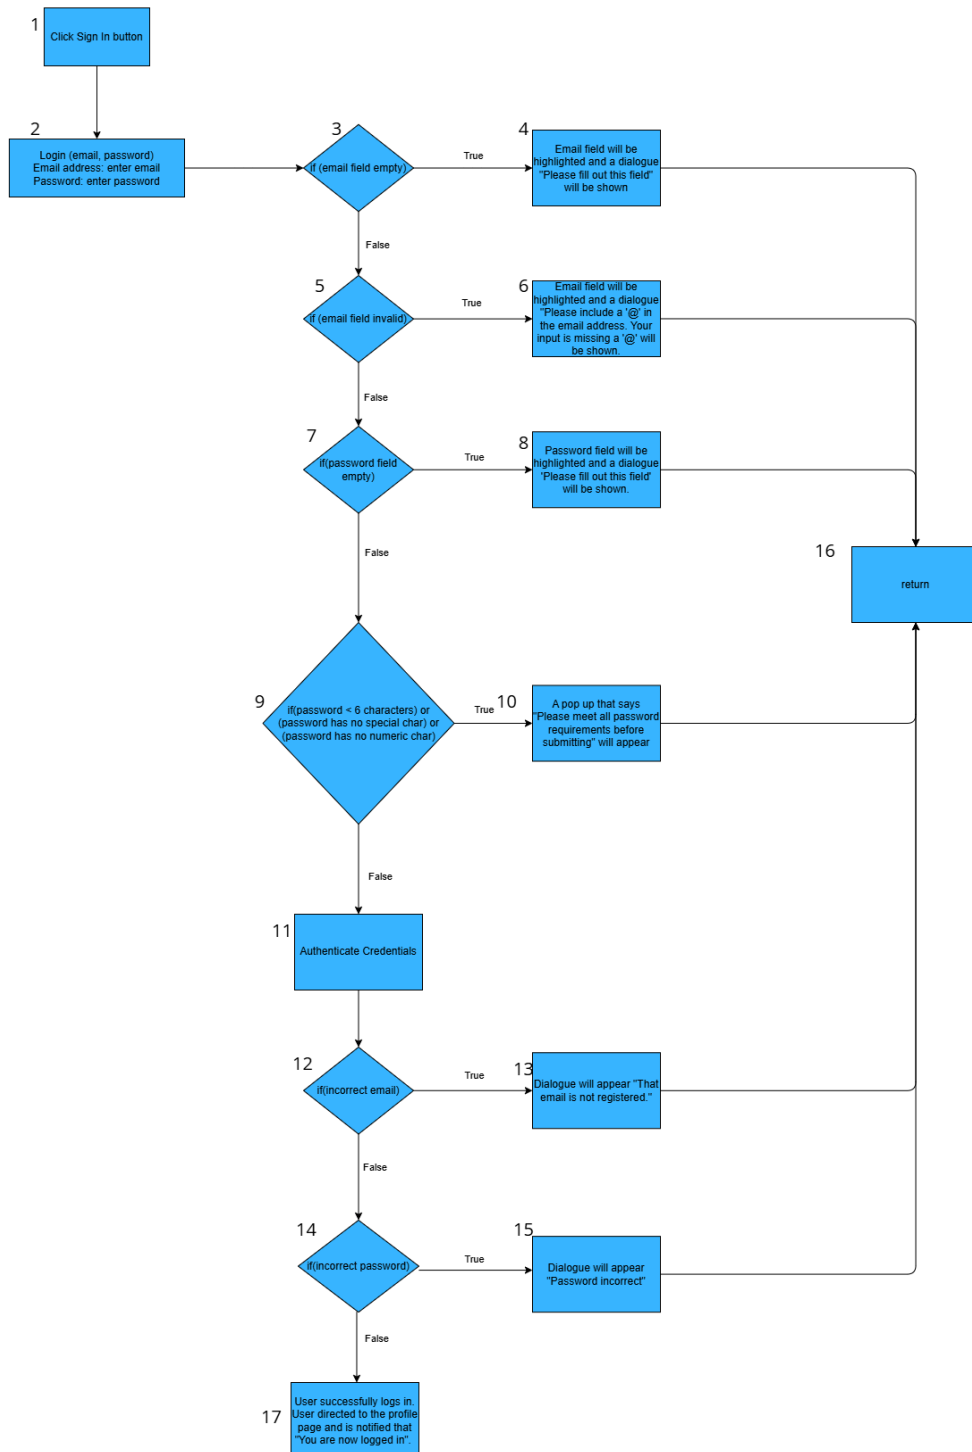 1
Click Sign In button
2
Login (email, password)
Email address: enter email
Password: enter password
3
if (email field empty)
True
4
Email field will be
highlighted and a dialogue
"Please fill out this field"
will be shown
False
5
if (email field invalid)
True
6
Email field will be
highlighted and a dialogue
"Please include a '@' in
the email address. Your
input is missing a '@' will
be shown.
False
7
if(password field
empty)
True
8
Password field will be
highlighted and a dialogue
'Please fill out this field'
will be shown.
False
16
return
9
if(password < 6 characters) or
(password has no special char) or
(password has no numeric char)
True
10
A pop up that says
"Please meet all password
requirements before
submitting" will appear
False
11
Authenticate Credentials
12
if(incorrect email)
True
13
Dialogue will appear "That
email is not registered."
False
14
if(incorrect password)
True
15
Dialogue will appear
"Password incorrect"
False
17
User successfully logs in.
User directed to the profile
page and is notified that
"You are now logged in".